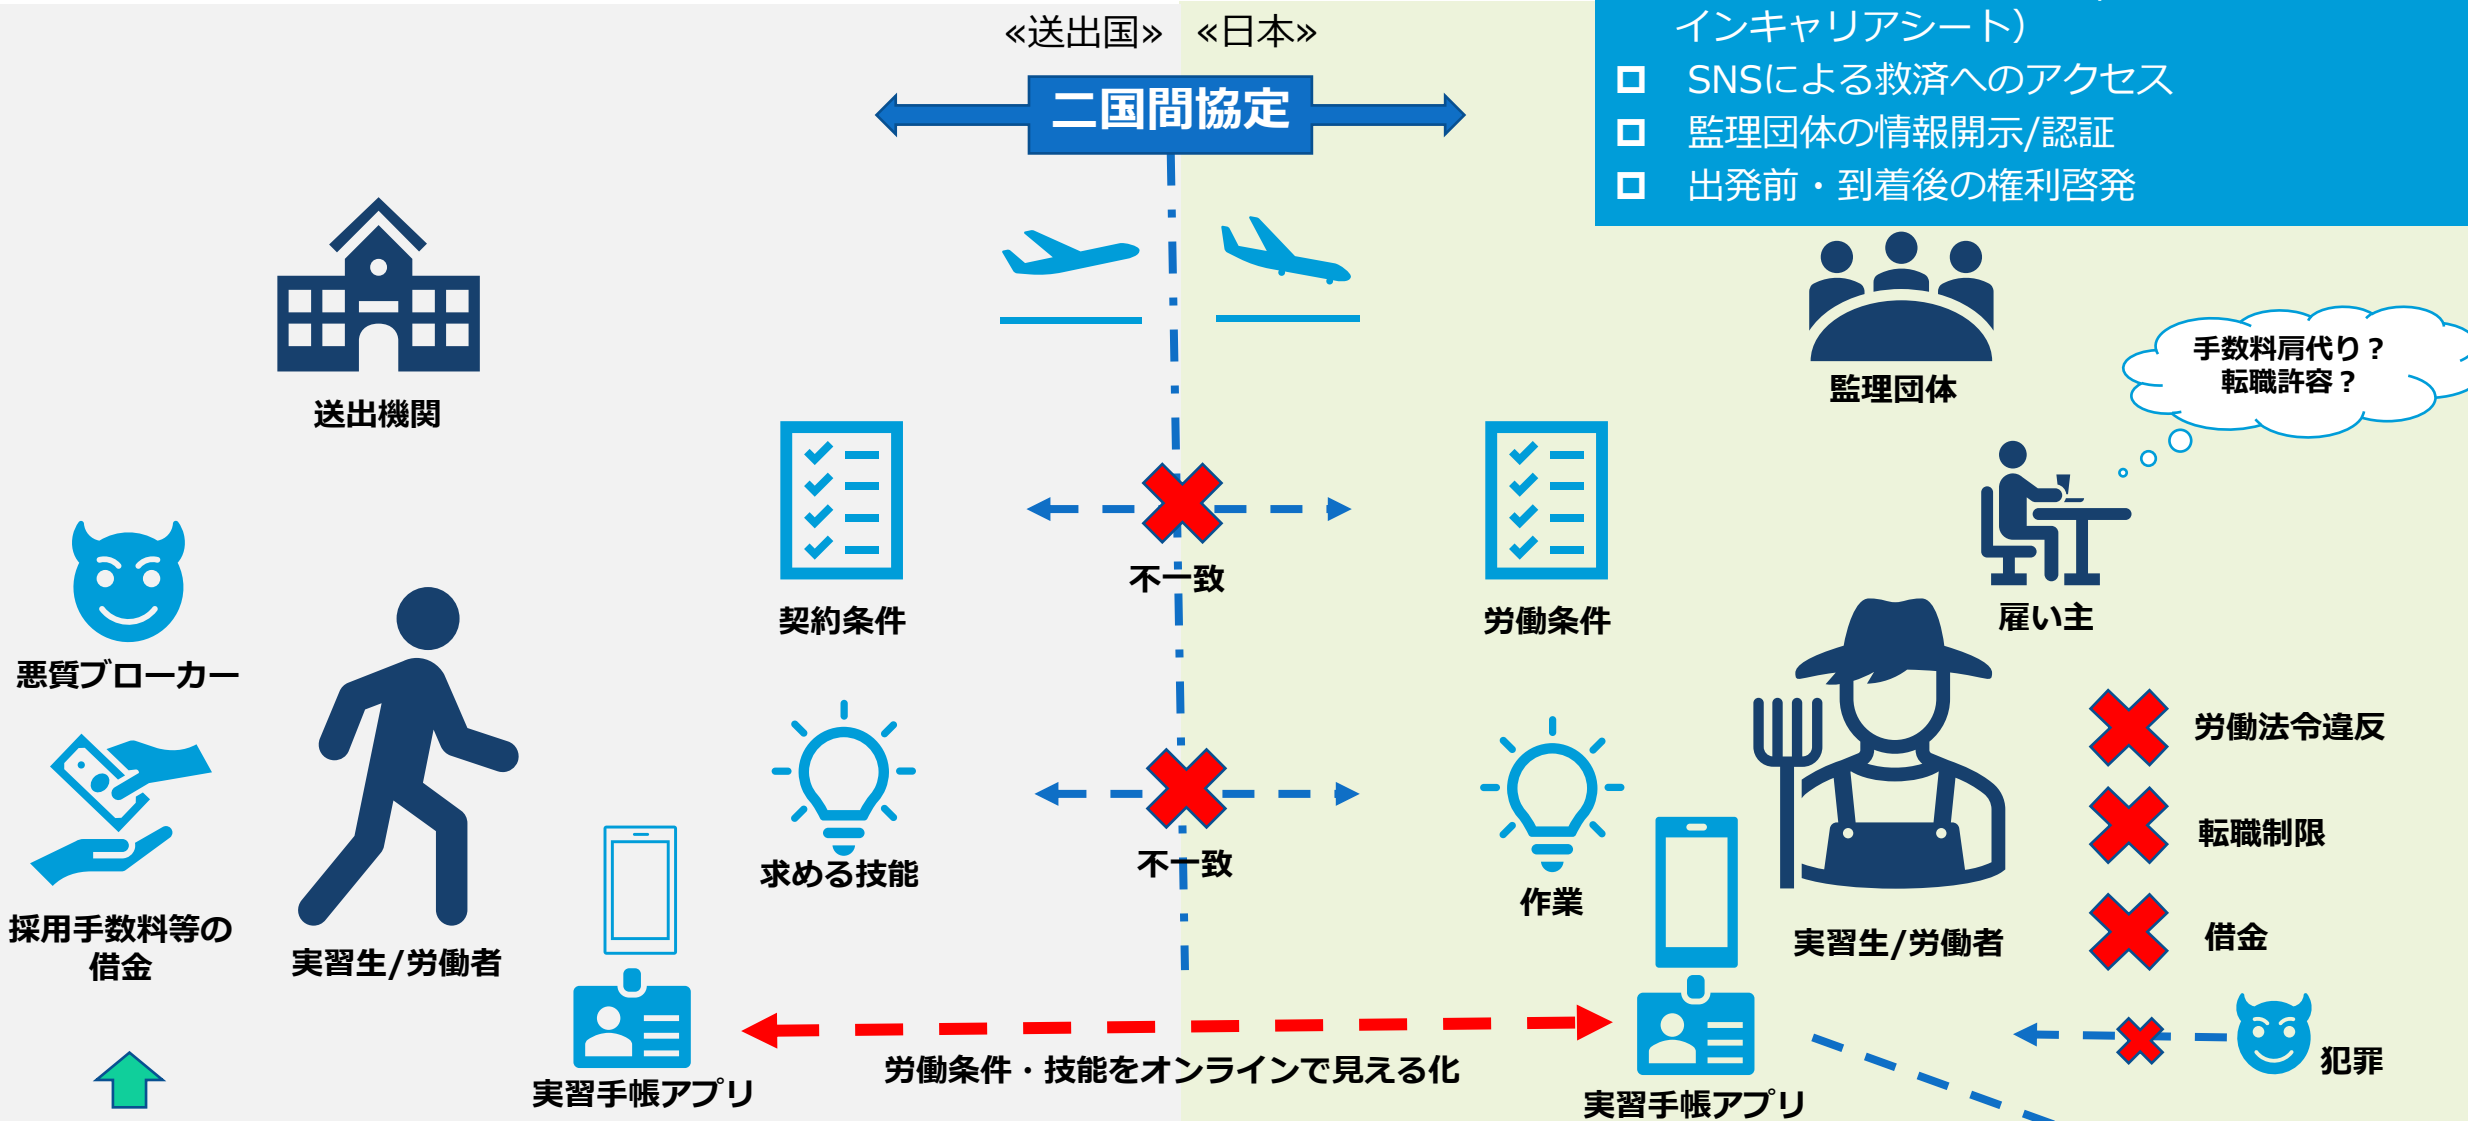 «送出国»
«日本»
インキャリアシート）
SNSによる救済へのアクセス
監理団体の情報開示/認証
出発前・到着後の権利啓発
二国間協定
送出機関
監理団体
手数料肩代り？
転職許容？
契約条件
不一致
労働条件
雇い主
悪質ブローカー
労働法令違反
転職制限
借金
求める技能
不一致
作業
採用手数料等の
借金
実習生/労働者
実習生/労働者
実習手帳アプリ
労働条件・技能をオンラインで見える化
実習手帳アプリ
犯罪